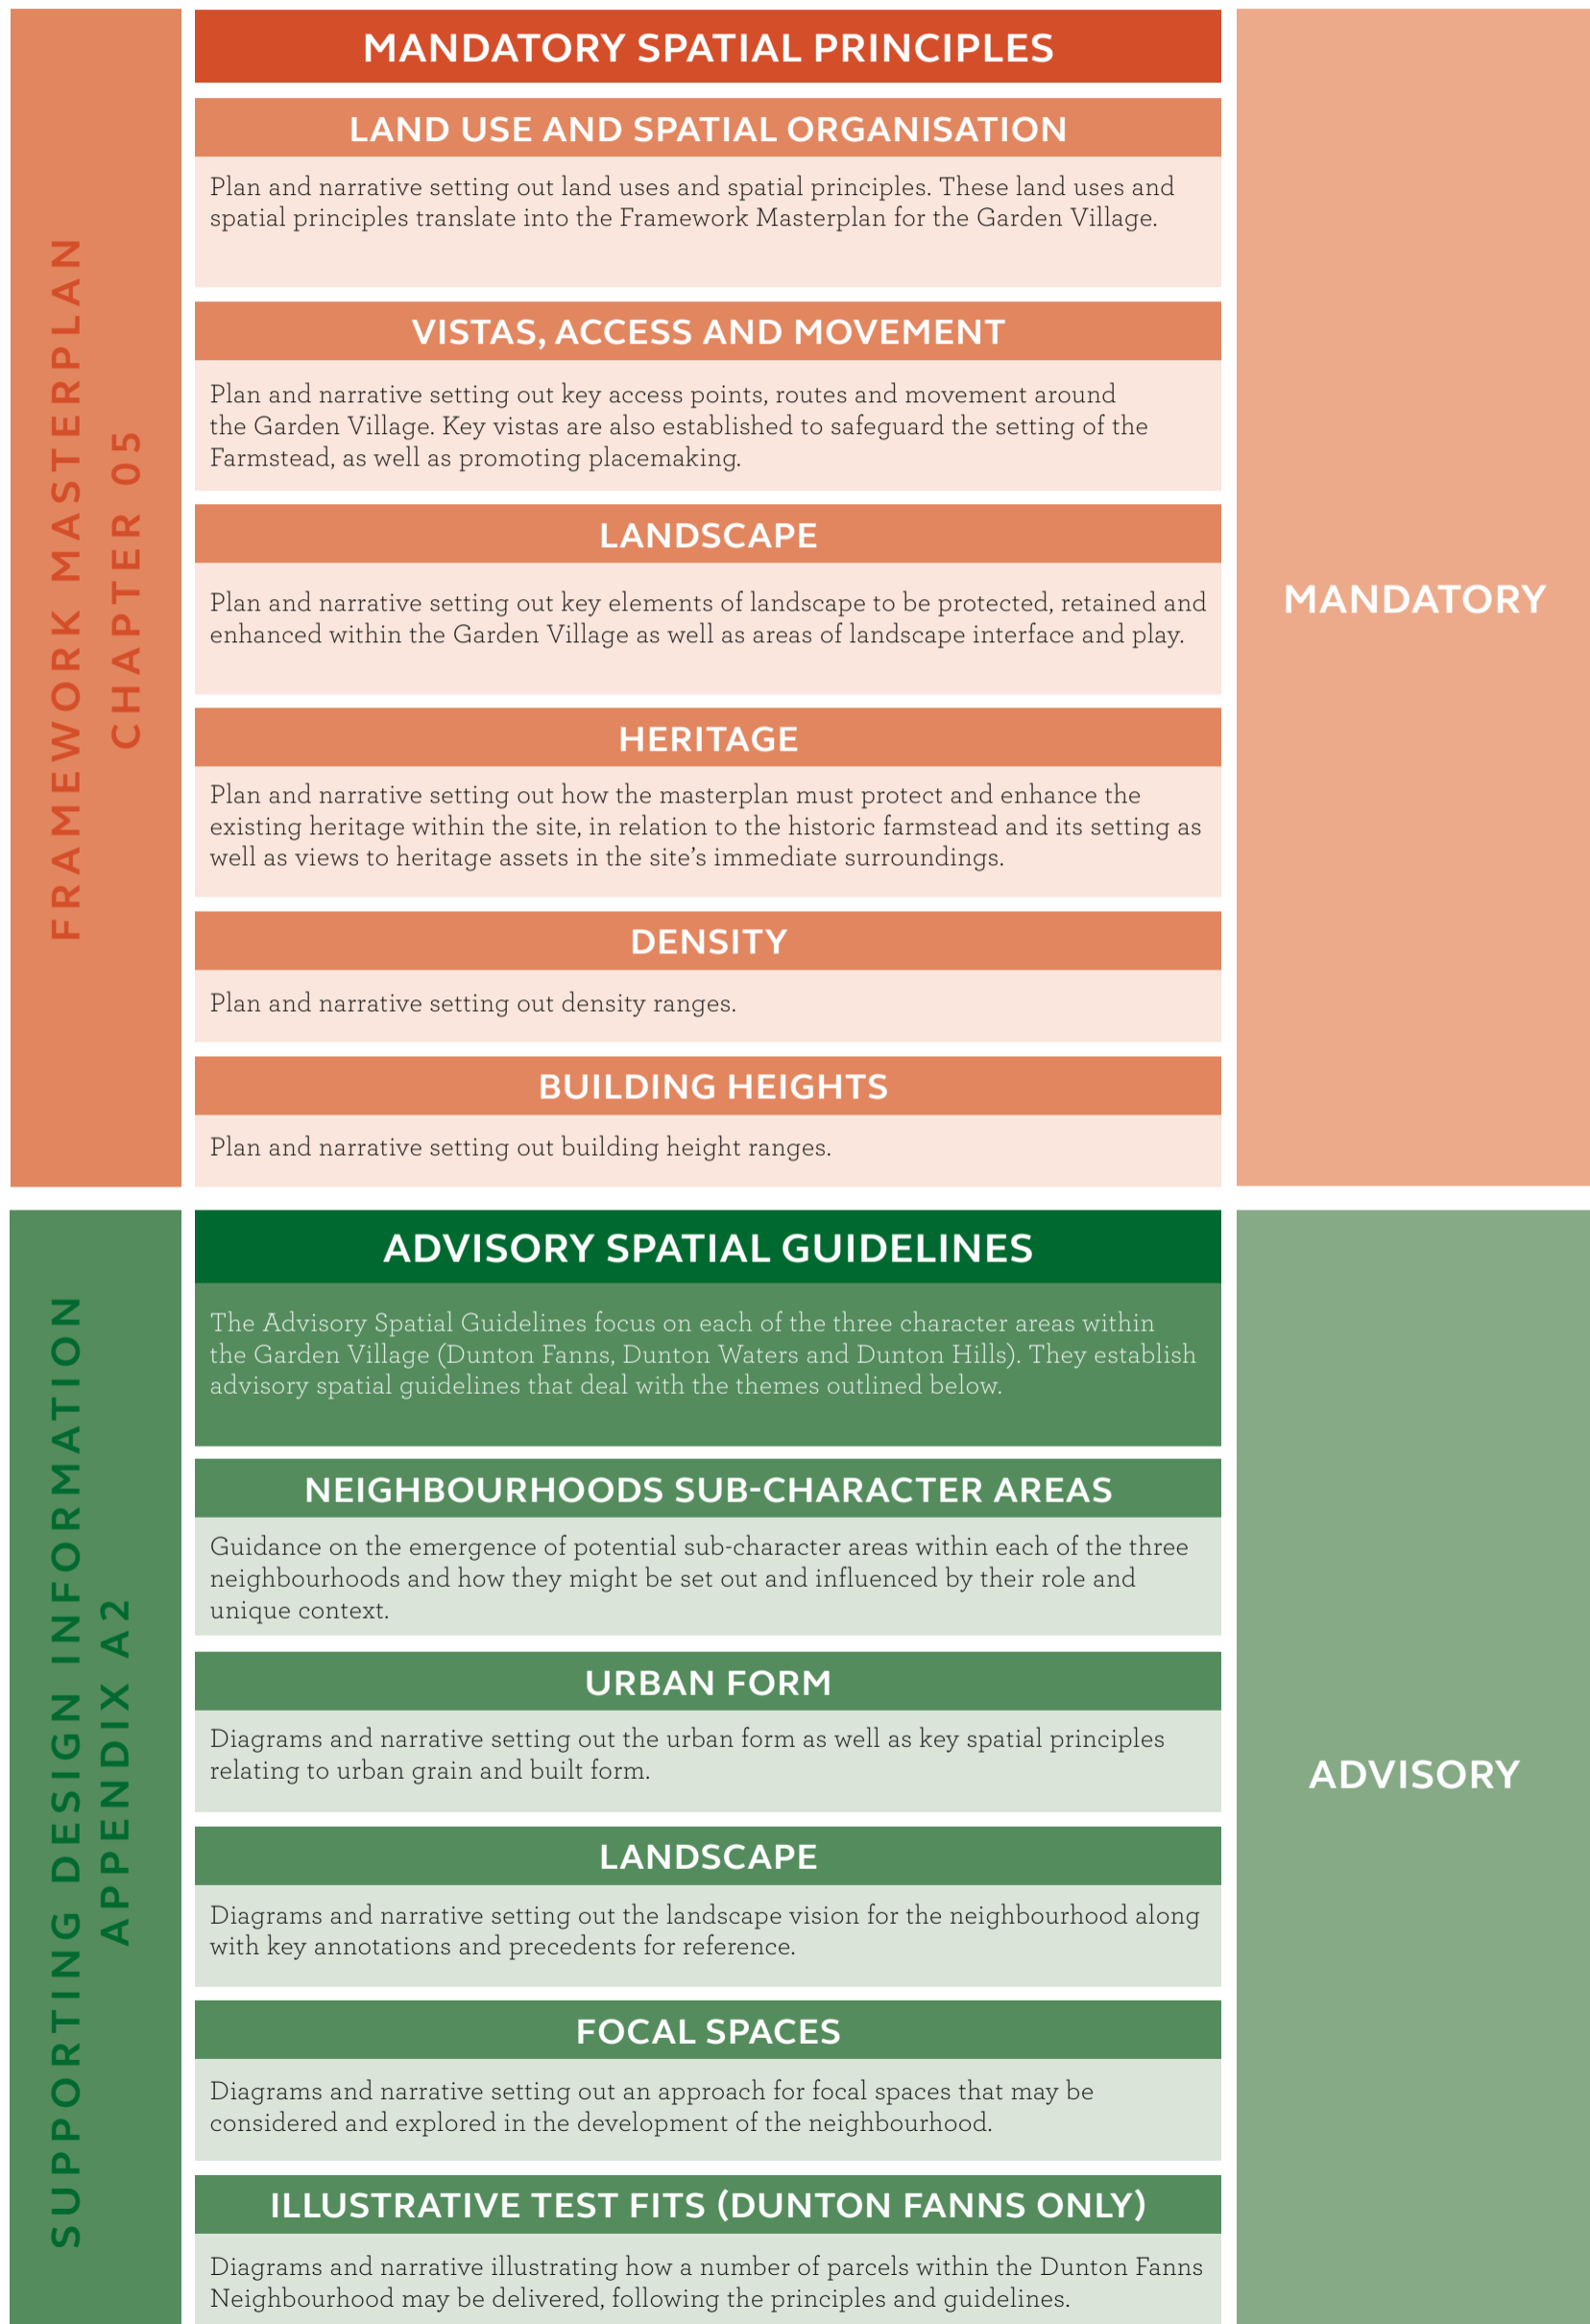 FRAMEWORK MASTERPLAN
CHAPTER 05
MANDATORY SPATIAL PRINCIPLES
LAND USE AND SPATIAL ORGANISATION
Plan and narrative setting out land uses and spatial principles. These land uses and
spatial principles translate into the Framework Masterplan for the Garden Village.
VISTAS, ACCESS AND MOVEMENT
Plan and narrative setting out key access points, routes and movement around
the Garden Village. Key vistas are also established to safeguard the setting of the
Farmstead, as well as promoting placemaking.
LANDSCAPE
Plan and narrative setting out key elements of landscape to be protected, retained and
enhanced within the Garden Village as well as areas of landscape interface and play.
HERITAGE
Plan and narrative setting out how the masterplan must protect and enhance the
existing heritage within the site, in relation to the historic farmstead and its setting as
well as views to heritage assets in the site’s immediate surroundings.
DENSITY
Plan and narrative setting out density ranges.
BUILDING HEIGHTS
Plan and narrative setting out building height ranges.
MANDATORY
SUPPORTING DESIGN INFORMATION
APPENDIX A2
ADVISORY SPATIAL GUIDELINES
The Advisory Spatial Guidelines focus on each of the three character areas within
the Garden Village (Dunton Fanns, Dunton Waters and Dunton Hills). They establish
advisory spatial guidelines that deal with the themes outlined below.
NEIGHBOURHOODS SUB-CHARACTER AREAS
Guidance on the emergence of potential sub-character areas within each of the three
neighbourhoods and how they might be set out and influenced by their role and
unique context.
URBAN FORM
Diagrams and narrative setting out the urban form as well as key spatial principles
relating to urban grain and built form.
LANDSCAPE
Diagrams and narrative setting out the landscape vision for the neighbourhood along
with key annotations and precedents for reference.
FOCAL SPACES
Diagrams and narrative setting out an approach for focal spaces that may be
considered and explored in the development of the neighbourhood.
ILLUSTRATIVE TEST FITS (DUNTON FANNS ONLY)
Diagrams and narrative illustrating how a number of parcels within the Dunton Fanns
Neighbourhood may be delivered, following the principles and guidelines.
ADVISORY